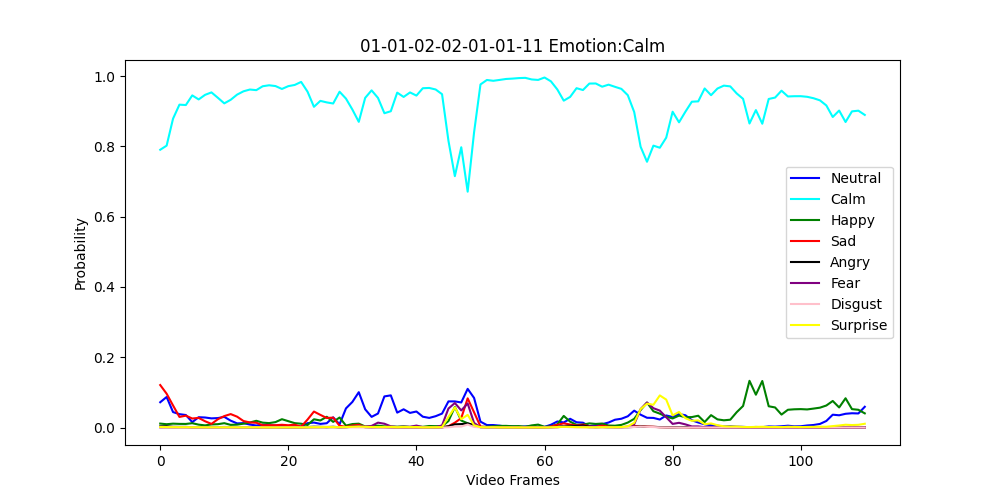 01-01-02-02-01-01-11 Emotion:Calm
Probability
1.0
0.8
0.6
0.4
0.2
0.0
Neutral
Calm
Happy
Sad
Angry
Fear
Disgust
Surprise
0
20
40
60
80
100
Video Frames